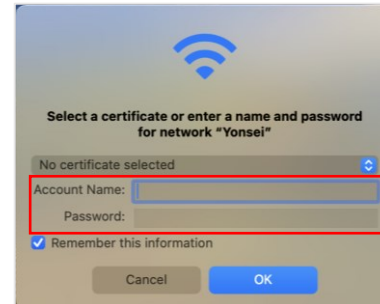 Select a certificate or enter a name and password
for network “Yonsei”
No certificate selected
Account Name:
Password:
Remember this information
Cancel
OK